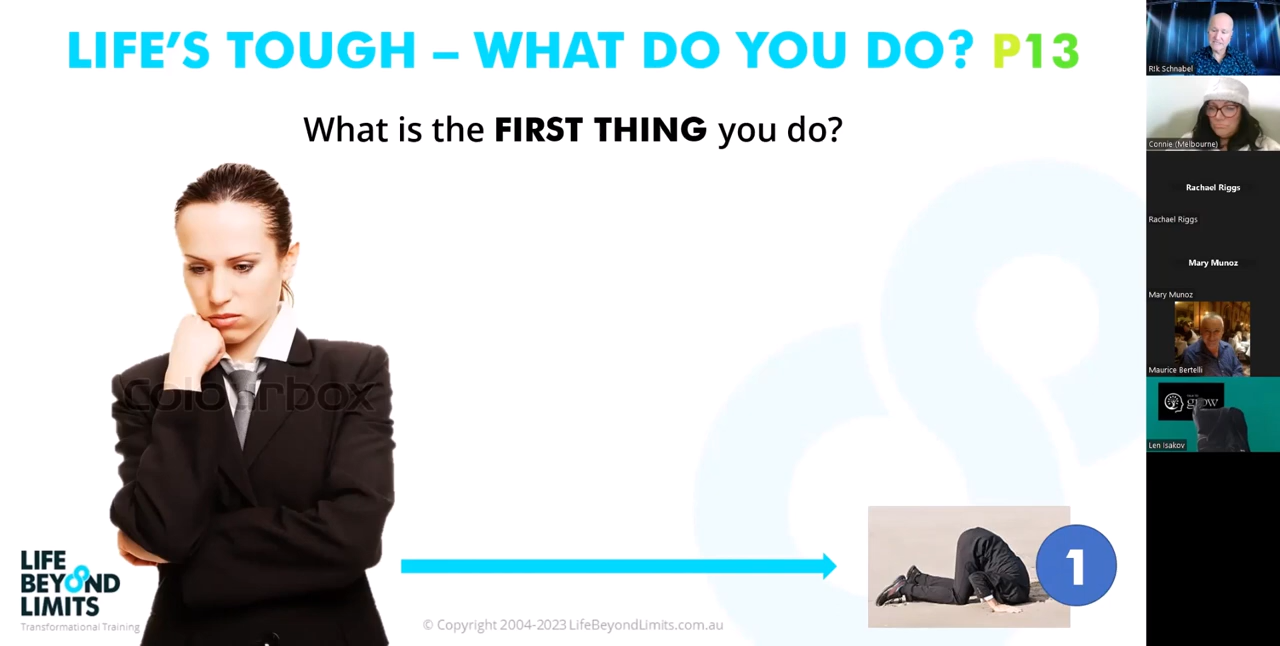 LIFE'S TOUGH – WHAT DO YOU DO? P13
What is the FIRST THING you do?
Colourbox
1
LIFE
BEYOND
LIMITS
Transformational Training
© Copyright 2004-2023 LifeBeyondLimits.com.au
R!k Schnabel
Connie (Melbourne)
Rachael Riggs
Rachael Riggs
Mary Munoz
Mary Munoz
Maurice Bertelli
grow
Len Isakov